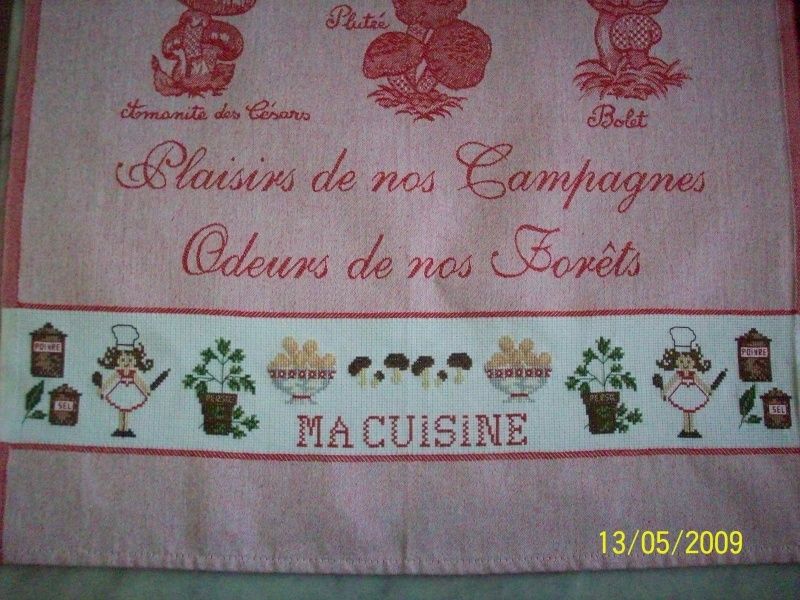 Plutée
Amanite des Césars
Bolet
Plaisirs de nos Campagnes
Odeurs de nos Forêts
POIVRE
SEL
PERSIL
MA CUiSiNE
PERSIL
POIVRE
SEL
13/05/2009